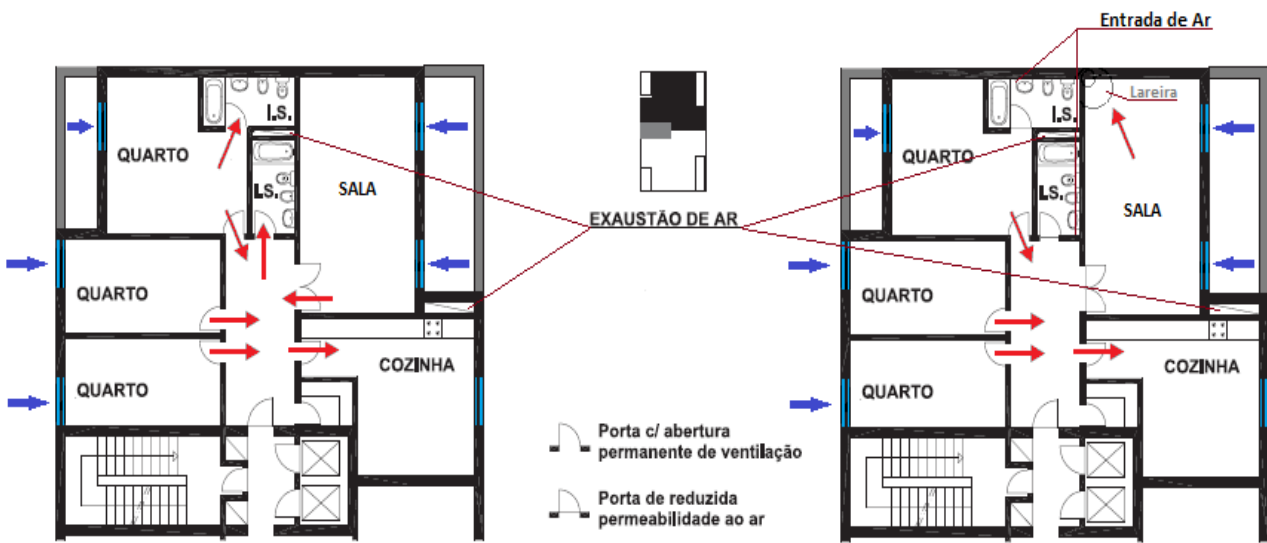 Entrada de Ar
Lareira
I.S.
I.S.
QUARTO
QUARTO
I.S.
I.S.
SALA
SALA
EXAUSTÃO DE AR
QUARTO
QUARTO
COZINHA
COZINHA
QUARTO
QUARTO
Porta c/ abertura
permanente de ventilação
Porta de reduzida
permeabilidade ao ar